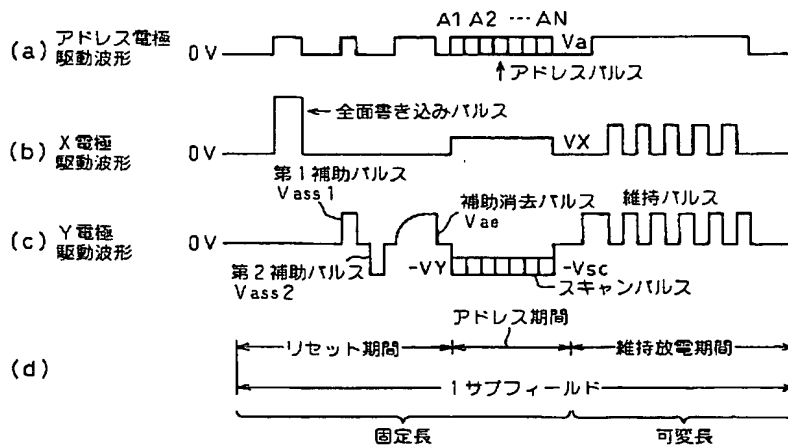 A1 A2 ... AN
(a) アドレス電極
駆動波形
0V
Va
アドレスパルス
全面書き込みパルス
(b) X電極
駆動波形
0V
VX
第1補助パルス
Vass1
補助消去パルス
Vae
維持パルス
(c) Y電極
駆動波形
0V
第2補助パルス
Vass2
-VY
-Vsc
スキャンパルス
アドレス期間
(d)
リセット期間
維持放電期間
1サブフィールド
固定長
可変長